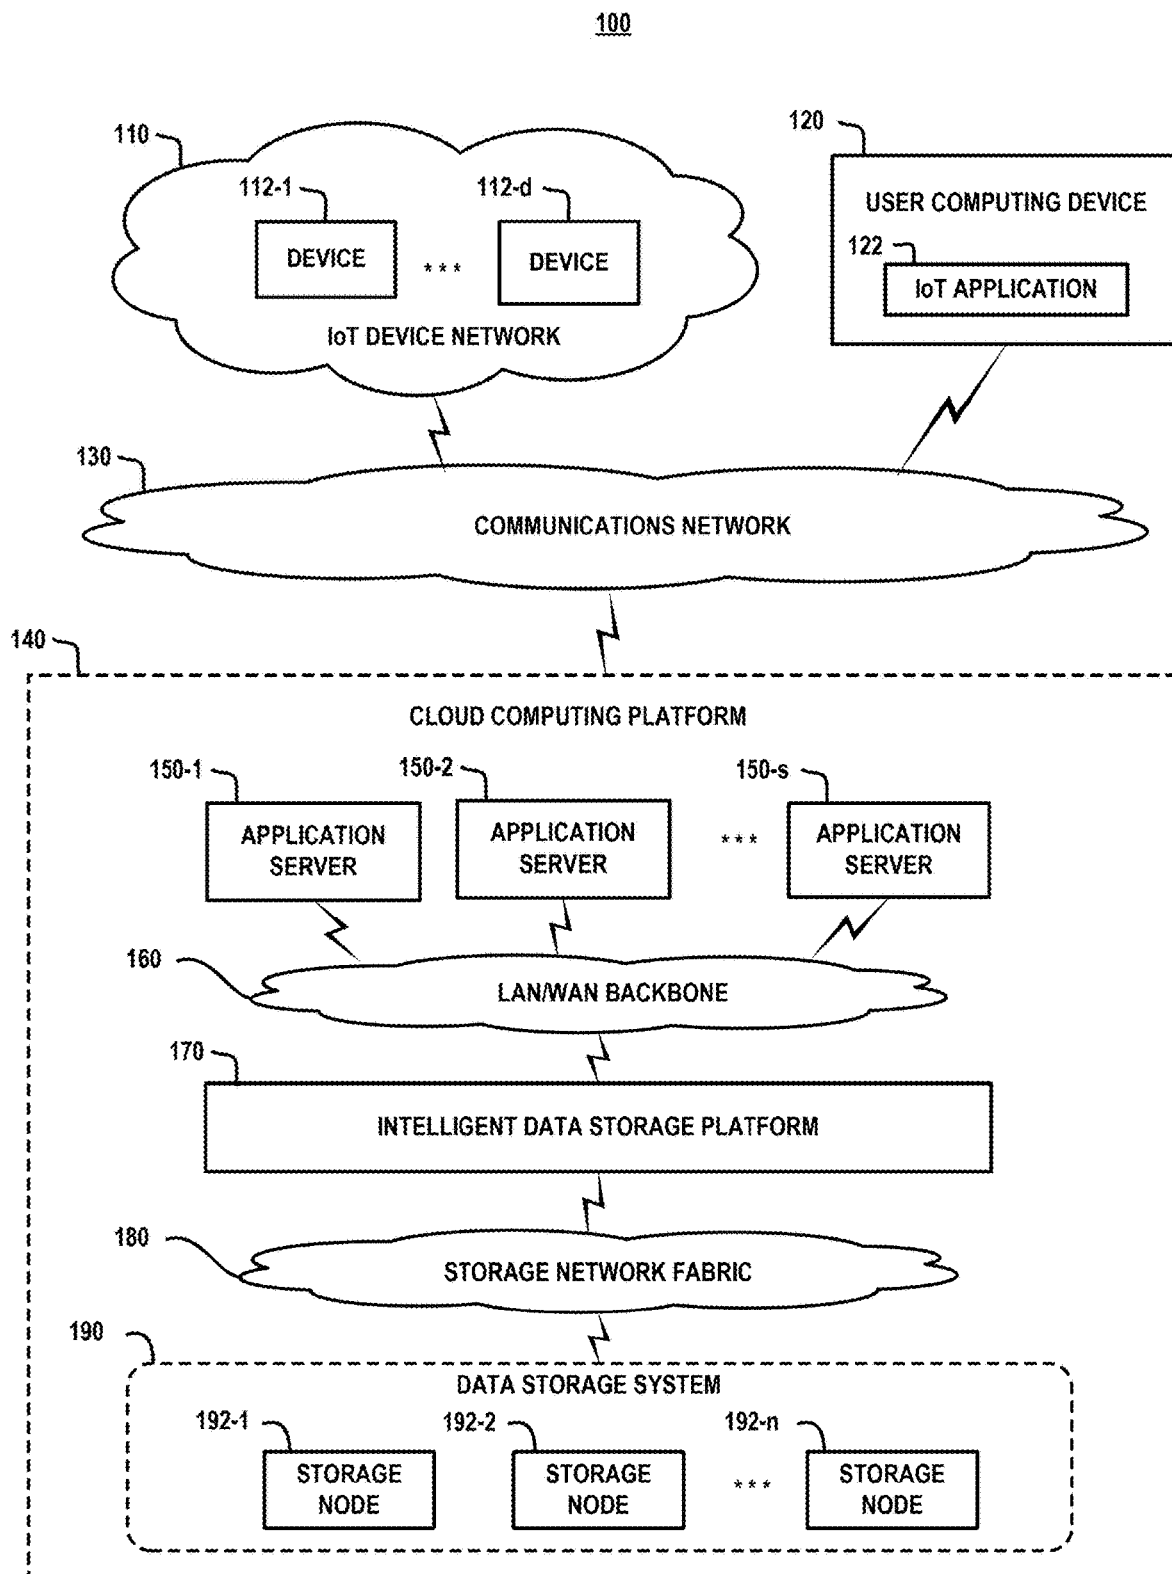 100
110
112-1
112-d
DEVICE
* * *
DEVICE
IoT DEVICE NETWORK
120
USER COMPUTING DEVICE
122
IoT APPLICATION
130
COMMUNICATIONS NETWORK
140
CLOUD COMPUTING PLATFORM
150-1
150-2
150-s
APPLICATION
SERVER
APPLICATION
SERVER
* * *
APPLICATION
SERVER
160
LAN/WAN BACKBONE
170
INTELLIGENT DATA STORAGE PLATFORM
180
STORAGE NETWORK FABRIC
190
DATA STORAGE SYSTEM
192-1
192-2
192-n
STORAGE
NODE
STORAGE
NODE
* * *
STORAGE
NODE